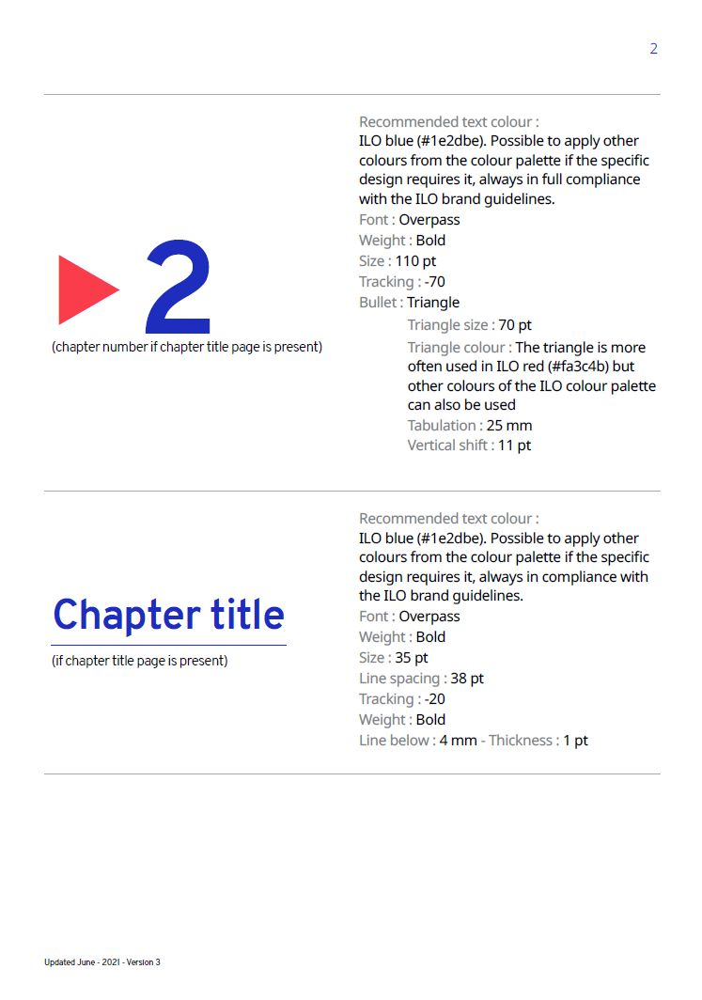 2
2
(chapter number if chapter title page is present)
Recommended text colour :
ILO blue (#1e2dbe). Possible to apply other
colours from the colour palette if the specific
design requires it, always in full compliance
with the ILO brand guidelines.
Font : Overpass
Weight : Bold
Size : 110 pt
Tracking : -70
Bullet : Triangle
Triangle size : 70 pt
Triangle colour : The triangle is more
often used in ILO red (#fa3c4b) but
other colours of the ILO colour palette
can also be used
Tabulation : 25 mm
Vertical shift : 11 pt
Chapter title
(if chapter title page is present)
Recommended text colour :
ILO blue (#1e2dbe). Possible to apply other
colours from the colour palette if the specific
design requires it, always in compliance with
the ILO brand guidelines.
Font : Overpass
Weight : Bold
Size : 35 pt
Line spacing : 38 pt
Tracking : -20
Weight : Bold
Line below : 4 mm - Thickness : 1 pt
Updated June - 2021 - Version 3